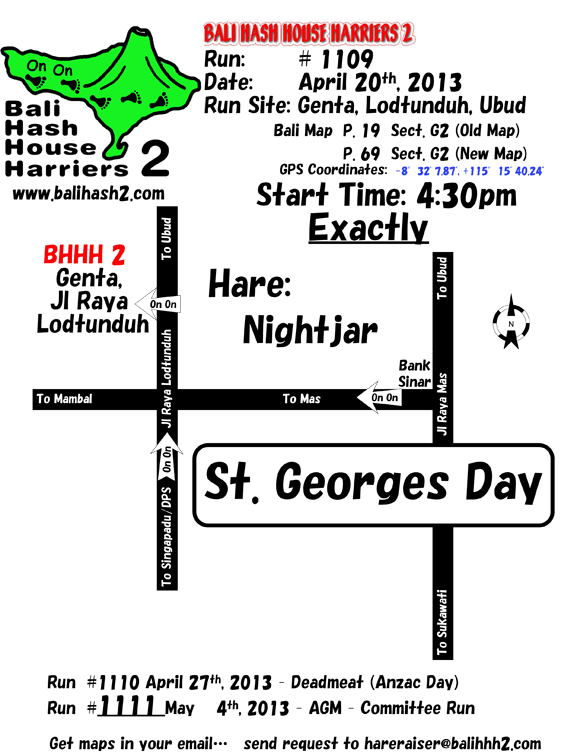 BALI HASH HOUSE HARRIERS 2
Run: # 1109
Date: April 20th, 2013
Run Site: Genta, Lodtunduh, Ubud
Bali Map P. 19 Sect. G2 (Old Map)
P. 69 Sect. G2 (New Map)
GPS Coordinates: -8° 32' 7.87", +115° 15' 40.24"
Start Time: 4:30pm
Exactly
On On
Bali
Hash
House
Harriers 2
www.balihash2.com
BHHH 2
Genta,
Jl Raya
Lodtunduh
To Ubud
On On
Jl Raya Lodtunduh
On On
To Singapadu/DPS
Hare:
Nightjar
To Mambal
To Mas
On On
Bank
Sinar
To Ubud
Jl Raya Mas
To Sukawati
N
St. Georges Day
Run #1110 April 27th, 2013 - Deadmeat (Anzac Day)
Run #1111 May 4th, 2013 - AGM - Committee Run
Get maps in your email... send request to hareraiser@balihhh2.com